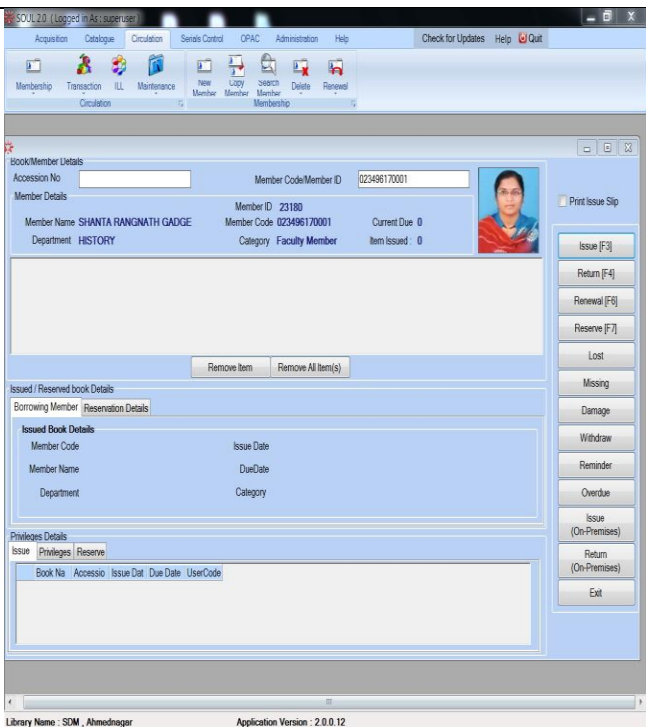 SOUL 2.0 ( Logged in As : superuser )
Acquisition Catalogue Circulation Serials Control OPAC Administration Help Check for Updates Help Quit
Membership Transaction ILL Maintenance New Member Copy Member Search Member Delete Renewal
Circulation Membership
Book/Member Details
Accession No Member Code/Member ID 023496170001
Print Issue Slip
Member Details
Member ID 23180
Member Name SHANTA RANGNATH GADGE Member Code 023496170001 Current Due 0
Department HISTORY Category Faculty Member Item Issued : 0
Issue [F3]
Return [F4]
Renewal [F6]
Reserve [F7]
Lost
Remove Item Remove All Item(s)
Missing
Issued / Reserved book Details
Borrowing Member Reservation Details
Damage
Issued Book Details
Member Code Issue Date
Withdraw
Member Name DueDate
Reminder
Department Category
Overdue
Issue
(On-Premises)
Privileges Details
Issue Privileges Reserve
Return
(On-Premises)
Book Na Accessio Issue Dat Due Date UserCode
Exit
Library Name : SDM , Ahmednagar Application Version : 2.0.0.12